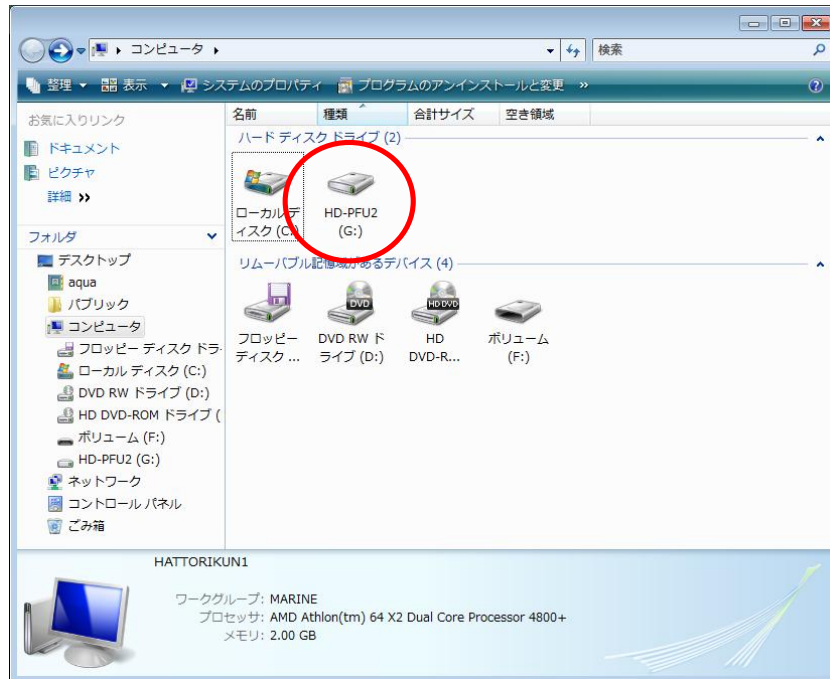 コンピュータ
検索
整理 表示 システムのプロパティ プログラムのアンインストールと変更 »
お気に入りリンク
ドキュメント
ピクチャ
詳細 »
フォルダ
デスクトップ
aqua
パブリック
コンピュータ
フロッピー ディスク ドラ
ローカル ディスク (C:)
DVD RW ドライブ (D:)
HD DVD-ROM ドライブ (
ボリューム (F:)
HD-PFU2 (G:)
ネットワーク
コントロール パネル
ごみ箱
名前 種類 合計サイズ 空き領域
ハード ディスク ドライブ (2)
ローカル デ
ィスク (C:)
HD-PFU2
(G:)
リムーバブル記憶域があるデバイス (4)
フロッピー
ディスク ...
DVD
DVD RW ド
ライブ (D:)
HD DVD
HD
DVD-R...
ボリューム
(F:)
HATTORIKUN1
ワークグループ: MARINE
プロセッサ: AMD Athlon(tm) 64 X2 Dual Core Processor 4800+
メモリ: 2.00 GB